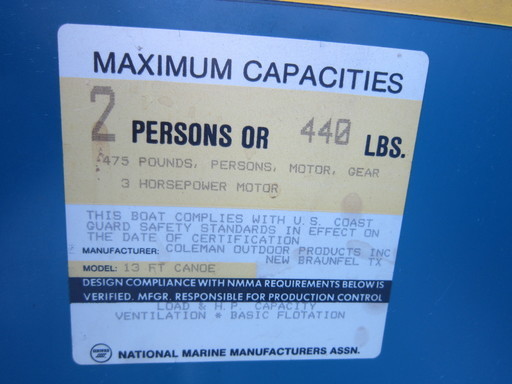 MAXIMUM CAPACITIES
2 PERSONS OR 440 LBS.
475 POUNDS, PERSONS, MOTOR, GEAR
3 HORSEPOWER MOTOR
THIS BOAT COMPLIES WITH U.S. COAST
GUARD SAFETY STANDARDS IN EFFECT ON
THE DATE OF CERTIFICATION
MANUFACTURER: COLEMAN OUTDOOR PRODUCTS INC
NEW BRAUNFEL TX
MODEL: 13 FT CANOE
DESIGN COMPLIANCE WITH NMMA REQUIREMENTS BELOW IS
VERIFIED. MFGR. RESPONSIBLE FOR PRODUCTION CONTROL
LOAD & H.P. CAPACITY
VENTILATION * BASIC FLOTATION
NATIONAL MARINE MANUFACTURERS ASSN.